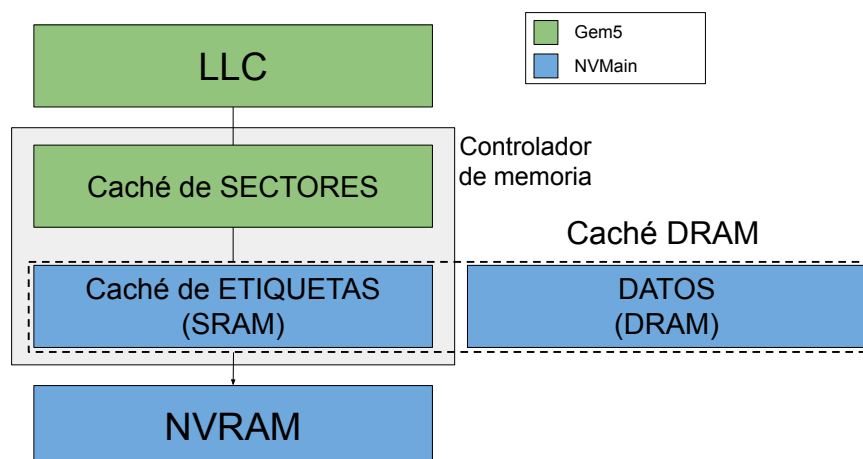 LLC
Gem5
NVMain
Controlador
de memoria
Caché de SECTORES
Caché DRAM
Caché de ETIQUETAS
(SRAM)
DATOS
(DRAM)
NVRAM